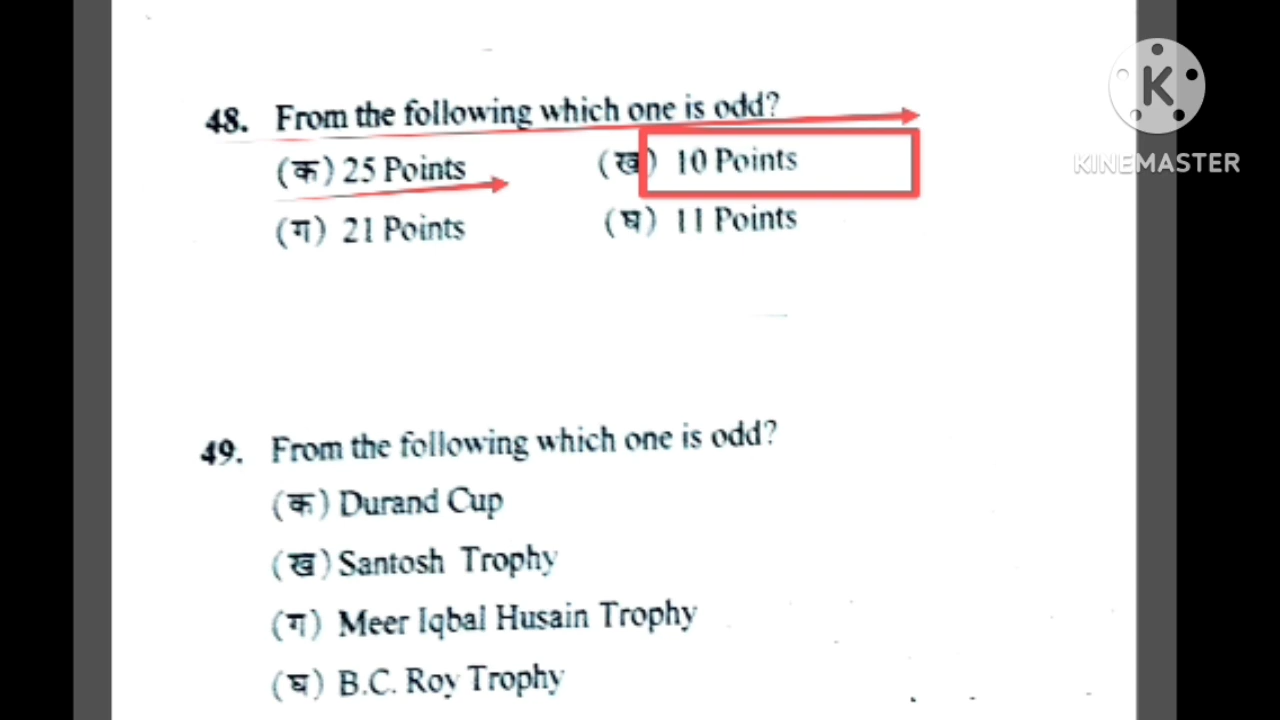 48. From the following which one is odd?
(क) 25 Points (ख) 10 Points
(ग) 21 Points (घ) 11 Points
49. From the following which one is odd?
(क) Durand Cup
(ख) Santosh Trophy
(ग) Meer Iqbal Husain Trophy
(घ) B.C. Roy Trophy
K
KINEMASTER